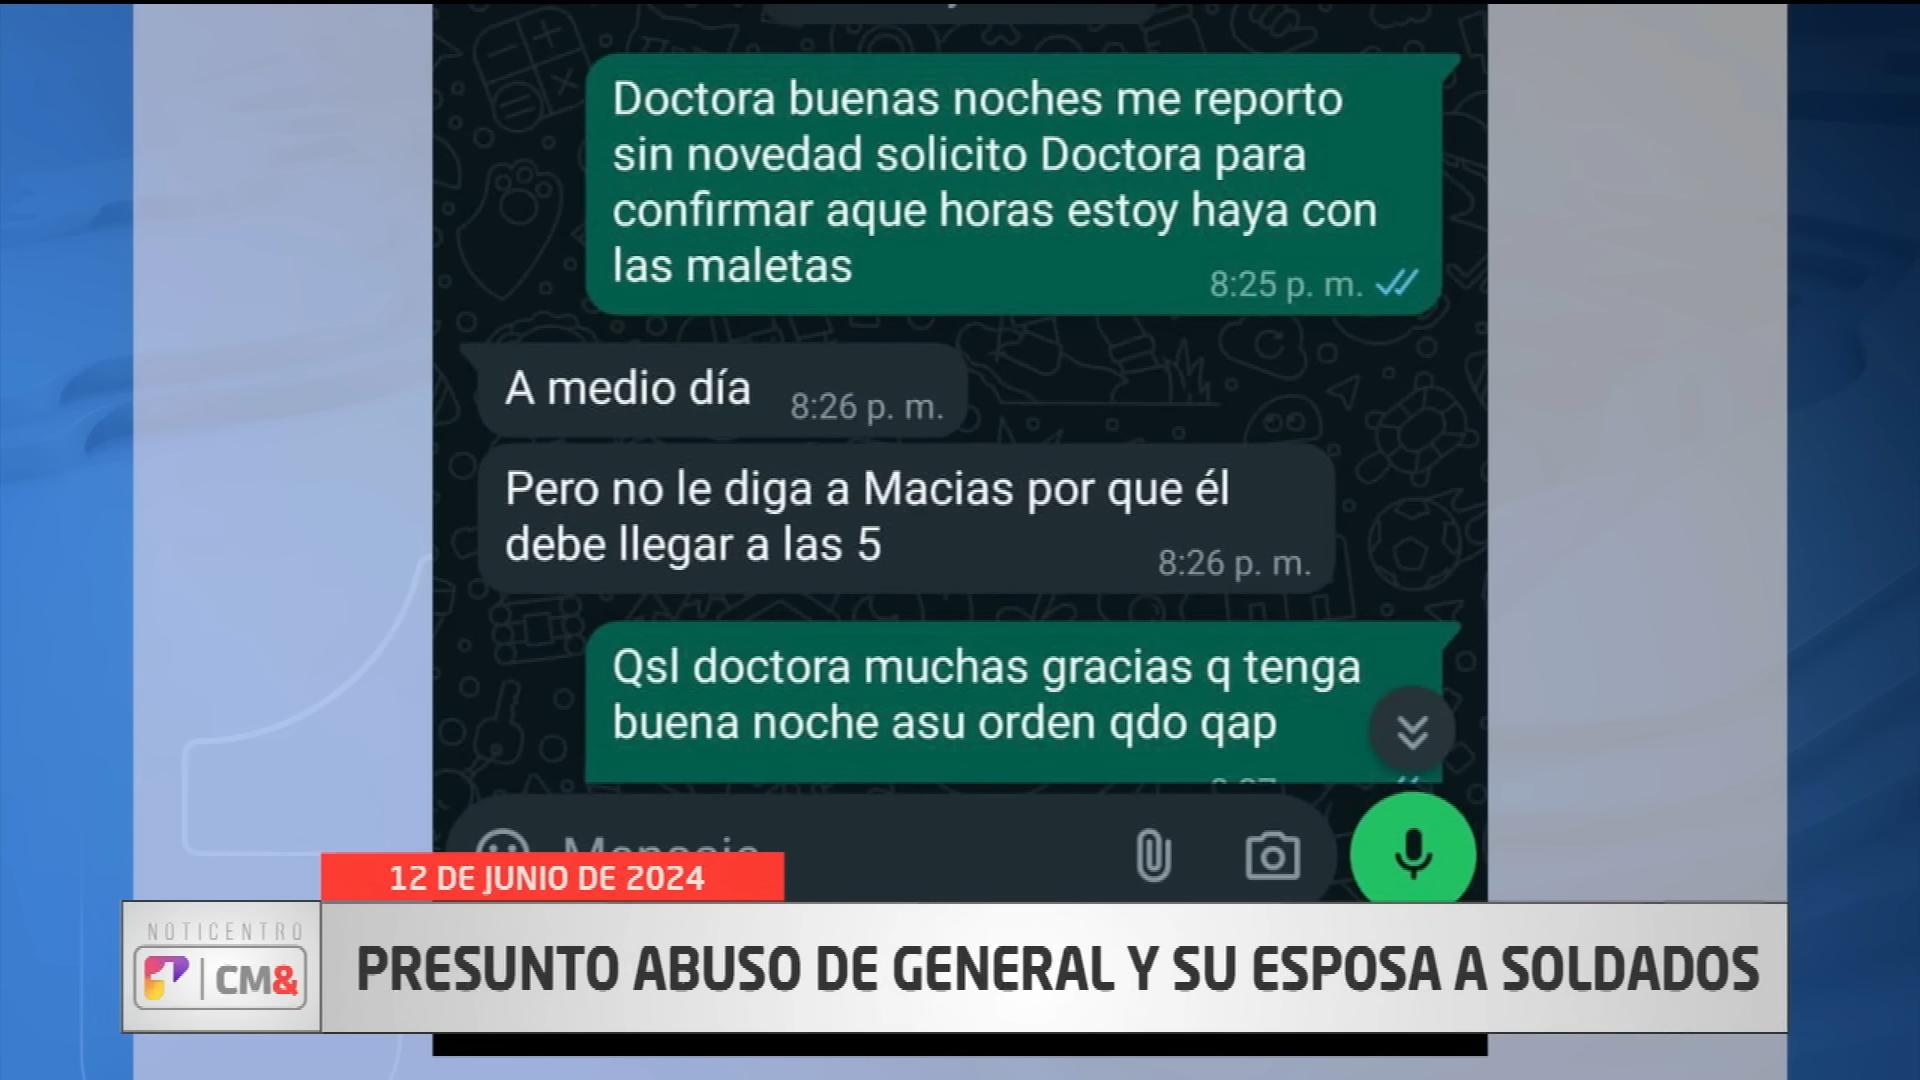 Doctora buenas noches me reporto
sin novedad solicito Doctora para
confirmar aque horas estoy haya con
las maletas
8:25 p. m.
A medio día
8:26 p. m.
Pero no le diga a Macias por que él
debe llegar a las 5
8:26 p. m.
Qsl doctora muchas gracias q tenga
buena noche asu orden qdo qap
Mensaje
12 DE JUNIO DE 2024
NOTICENTRO
1 | CM&
PRESUNTO ABUSO DE GENERAL Y SU ESPOSA A SOLDADOS